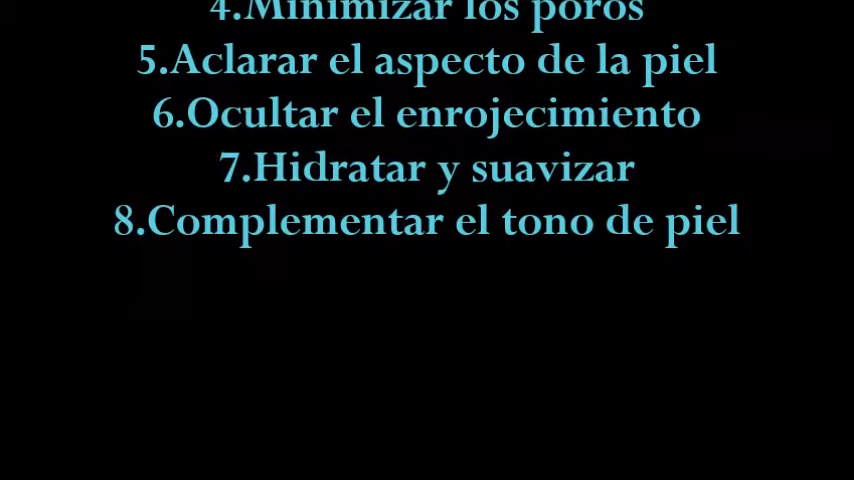 4.Minimizar los poros
5.Aclarar el aspecto de la piel
6.Ocultar el enrojecimiento
7.Hidratar y suavizar
8.Complementar el tono de piel